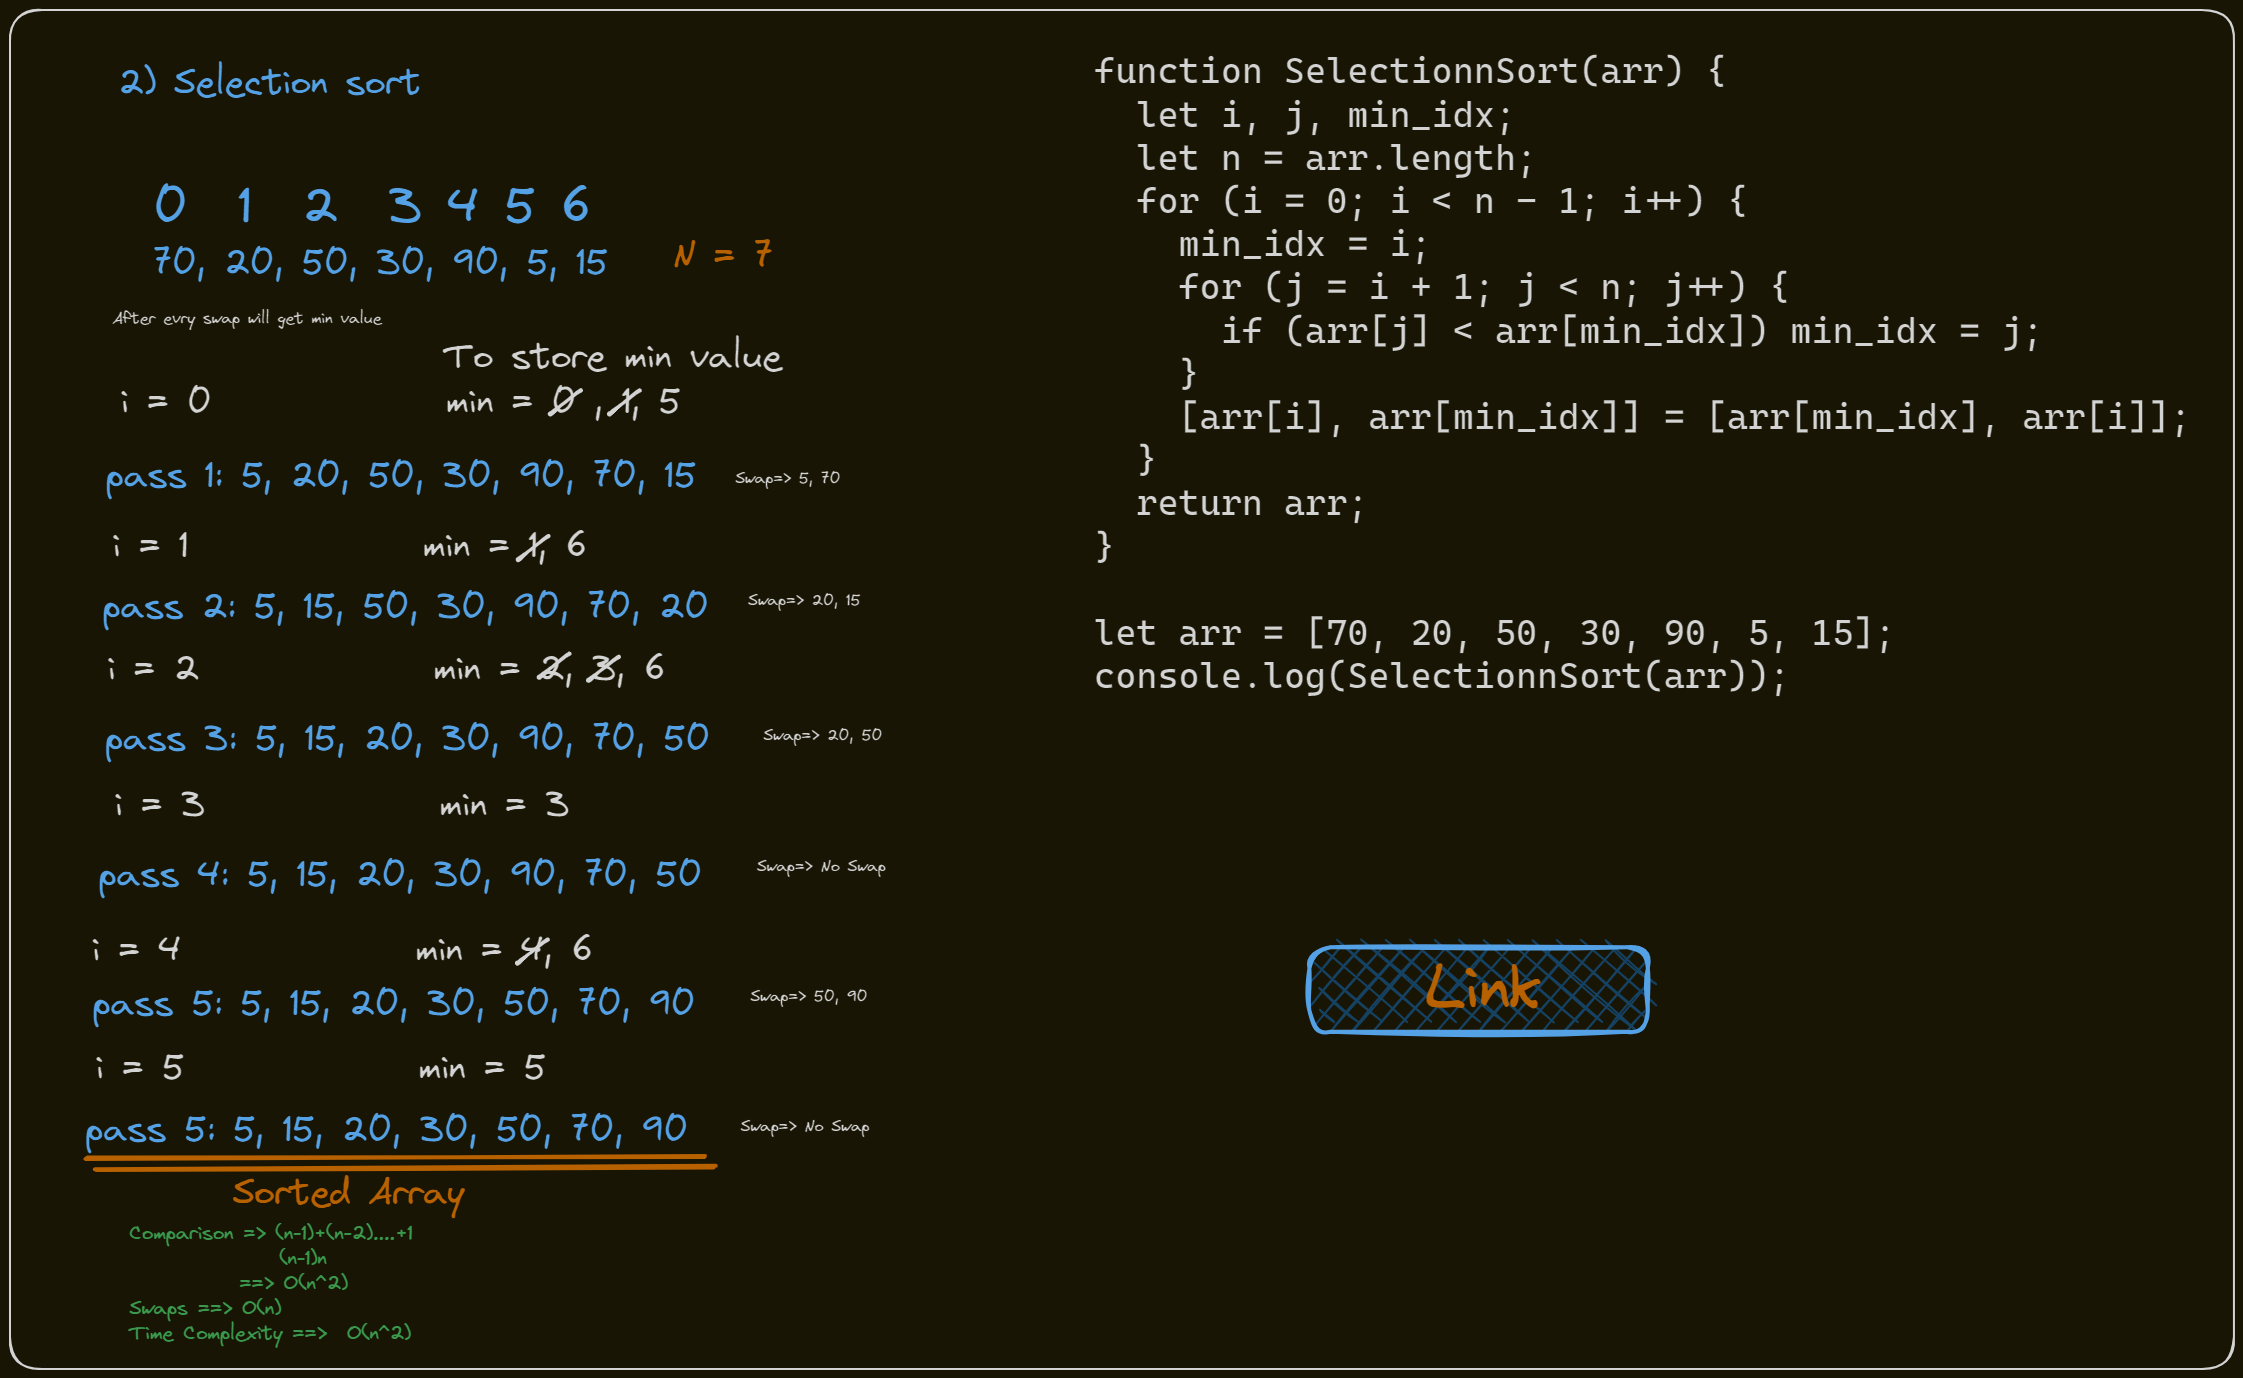 2) Selection sort
0 1 2 3 4 5 6
70, 20, 50, 30, 90, 5, 15 N = 7
After evry swap will get min value
To store min value
i = 0 min = 0 , 1, 5
pass 1: 5, 20, 50, 30, 90, 70, 15 Swap=> 5, 70
i = 1 min = 1, 6
pass 2: 5, 15, 50, 30, 90, 70, 20 Swap=> 20, 15
i = 2 min = 2, 3, 6
pass 3: 5, 15, 20, 30, 90, 70, 50 Swap=> 20, 50
i = 3 min = 3
pass 4: 5, 15, 20, 30, 90, 70, 50 Swap=> No Swap
i = 4 min = 4, 6
pass 5: 5, 15, 20, 30, 50, 70, 90 Swap=> 50, 90
i = 5 min = 5
pass 5: 5, 15, 20, 30, 50, 70, 90 Swap=> No Swap
Sorted Array
Comparison => (n-1)+(n-2)....+1
(n-1)n
==> O(n^2)
Swaps ==> O(n)
Time Complexity ==> O(n^2)
function SelectionnSort(arr) {
let i, j, min_idx;
let n = arr.length;
for (i = 0; i < n - 1; i++) {
min_idx = i;
for (j = i + 1; j < n; j++) {
if (arr[j] < arr[min_idx]) min_idx = j;
}
[arr[i], arr[min_idx]] = [arr[min_idx], arr[i]];
}
return arr;
}
let arr = [70, 20, 50, 30, 90, 5, 15];
console.log(SelectionnSort(arr));
Link